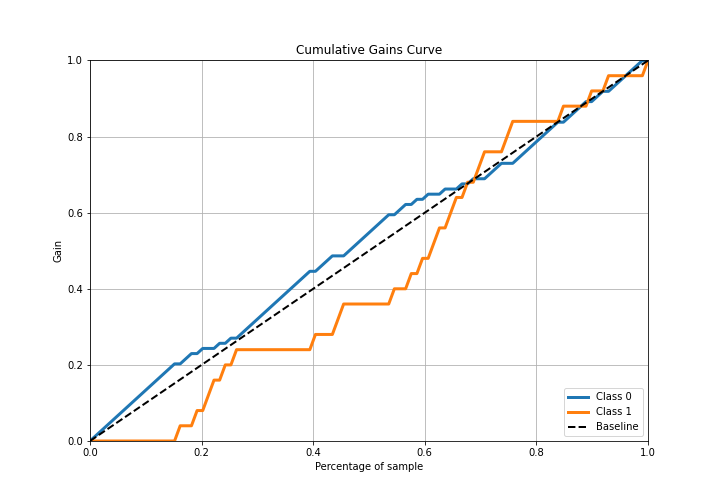 Cumulative Gains Curve
1.0
0.8
0.6
0.4
0.2
0.0
Gain
0.0 0.2 0.4 0.6 0.8 1.0
Percentage of sample
Class 0
Class 1
Baseline